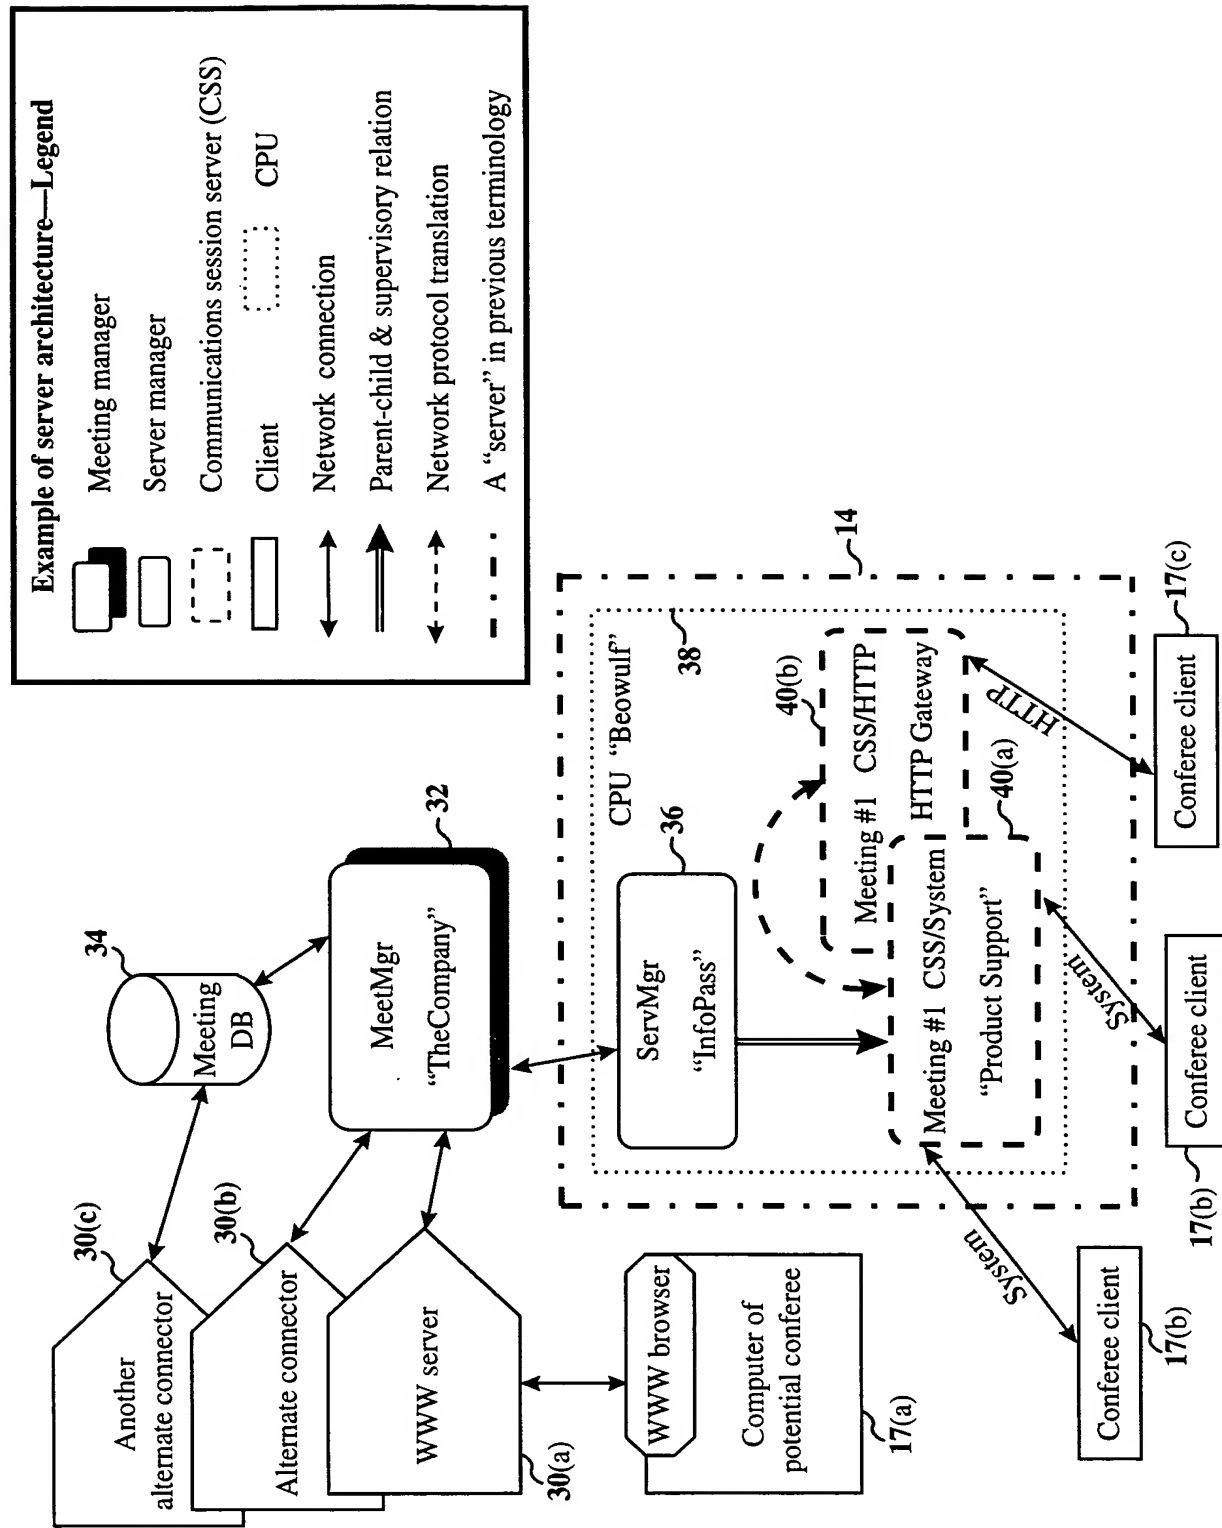 Example of server architecture—Legend
Meeting manager
Server manager
Communications session server (CSS)
Client
CPU
Network connection
Parent-child & supervisory relation
Network protocol translation
A “server” in previous terminology
Another
alternate connector
30(c)
Alternate connector
30(b)
WWW server
30(a)
Meeting
DB
34
MeetMgr
“TheCompany”
32
WWW browser
Computer of
potential conferee
17(a)
CPU “Beowulf”
38
14
ServMgr
“InfoPass”
36
40(b)
Meeting #1 CSS/HTTP
HTTP Gateway
Meeting #1 CSS/System
“Product Support”
40(a)
System
System
HTTP
Conferee client
17(b)
Conferee client
17(b)
Conferee client
17(c)